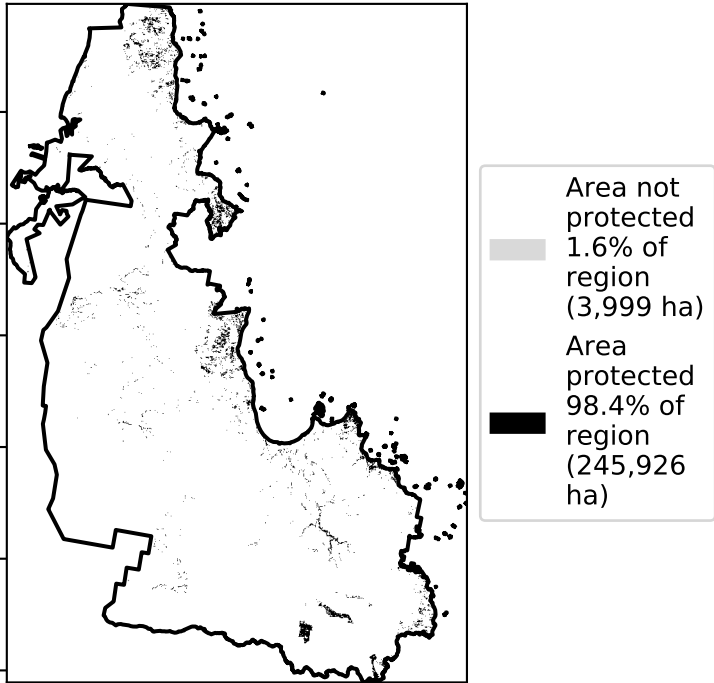 Area not
protected
1.6% of
region
(3,999 ha)
Area
protected
98.4% of
region
(245,926
ha)